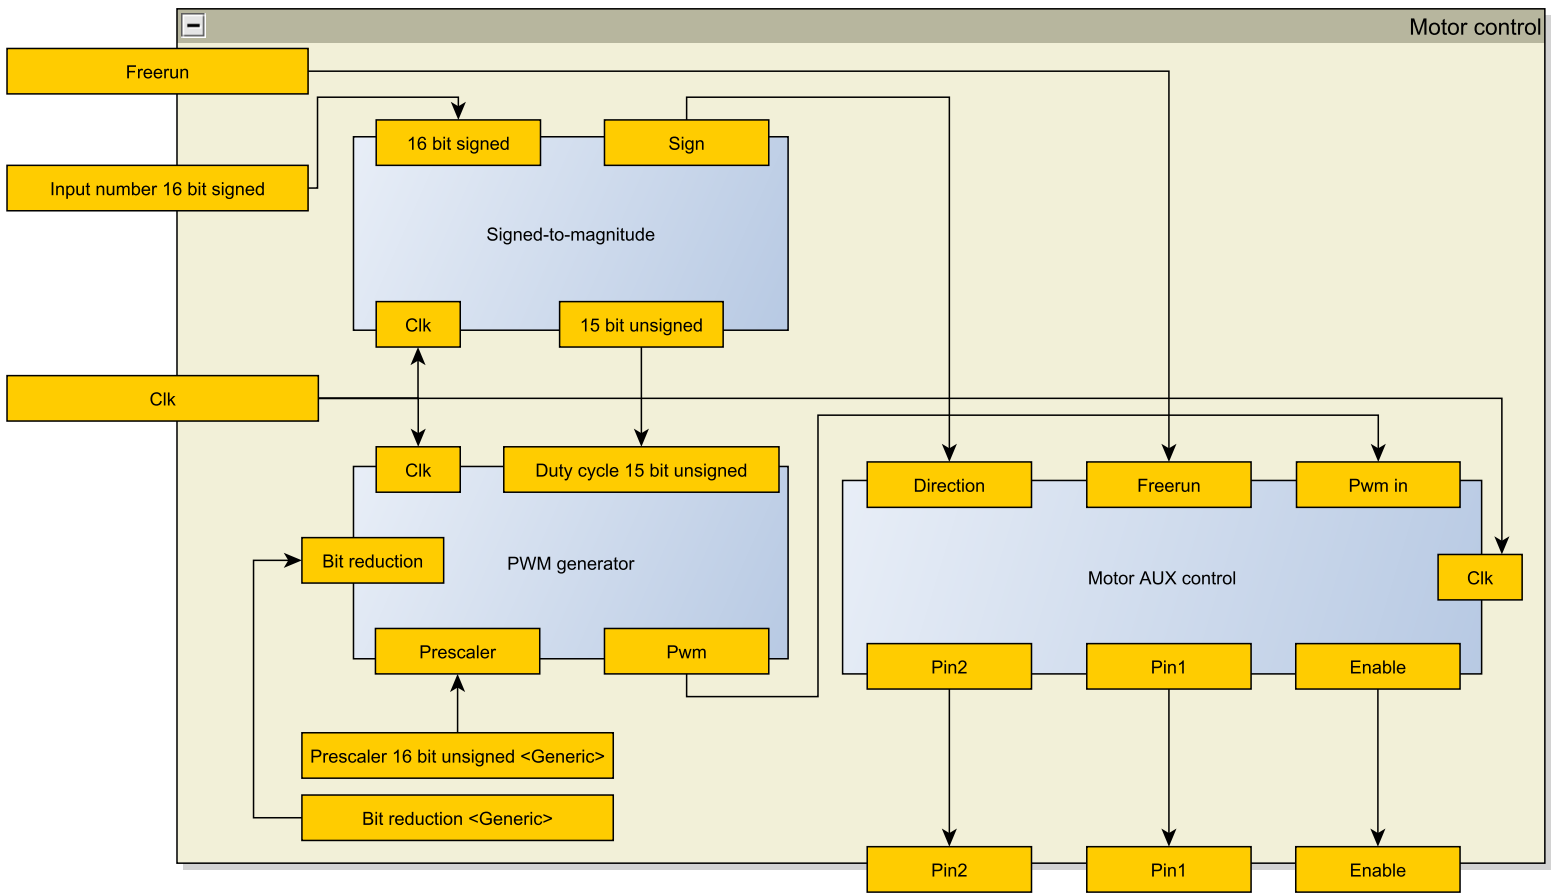 Motor control
Freerun
16 bit signed
Sign
Input number 16 bit signed
Signed-to-magnitude
Clk
15 bit unsigned
Clk
Clk
Duty cycle 15 bit unsigned
Direction
Freerun
Pwm in
Bit reduction
PWM generator
Motor AUX control
Clk
Prescaler
Pwm
Pin2
Pin1
Enable
Prescaler 16 bit unsigned <Generic>
Bit reduction <Generic>
Pin2
Pin1
Enable